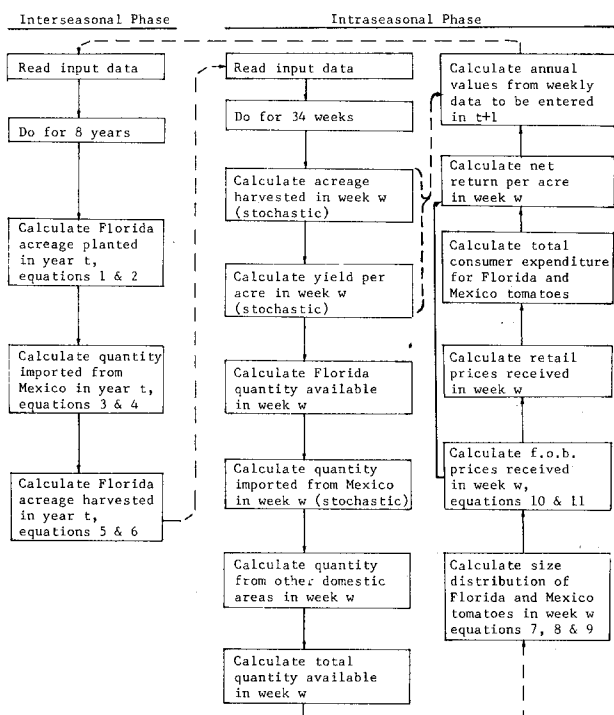 Interseasonal Phase
Intraseasonal Phase
Read input data
Do for 8 years
Calculate Florida
acreage planted
in year t,
equations 1 & 2
Calculate quantity
imported from
Mexico in year t,
equations 3 & 4
Calculate Florida
acreage harvested
in year t,
equations 5 & 6
Read input data
Do for 34 weeks
Calculate acreage
harvested in week w
(stochastic)
Calculate yield per
acre in week w
(stochastic)
Calculate Florida
quantity available
in week w
Calculate quantity
imported from Mexico
in week w (stochastic)
Calculate quantity
from other domestic
areas in week w
Calculate total
quantity available
in week w
Calculate annual
values from weekly
data to be entered
in t+1
Calculate net
return per acre
in week w
Calculate total
consumer expenditure
for Florida and
Mexico tomatoes
Calculate retail
prices received
in week w
Calculate f.o.b.
prices received
in week w,
equations 10 & 11
Calculate size
distribution of
Florida and Mexico
tomatoes in week w
equations 7, 8 & 9